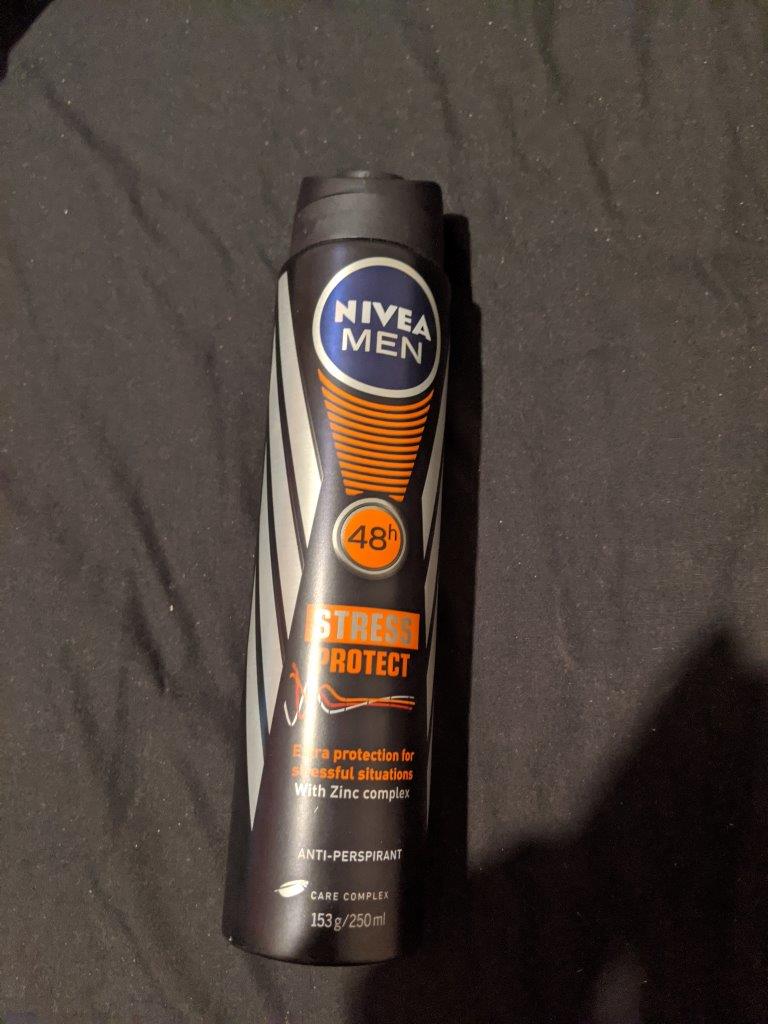 NIVEA
MEN
48h
STRESS
PROTECT
Extra protection for
stressful situations
With Zinc complex
ANTI-PERSPIRANT
CARE COMPLEX
153g/250ml